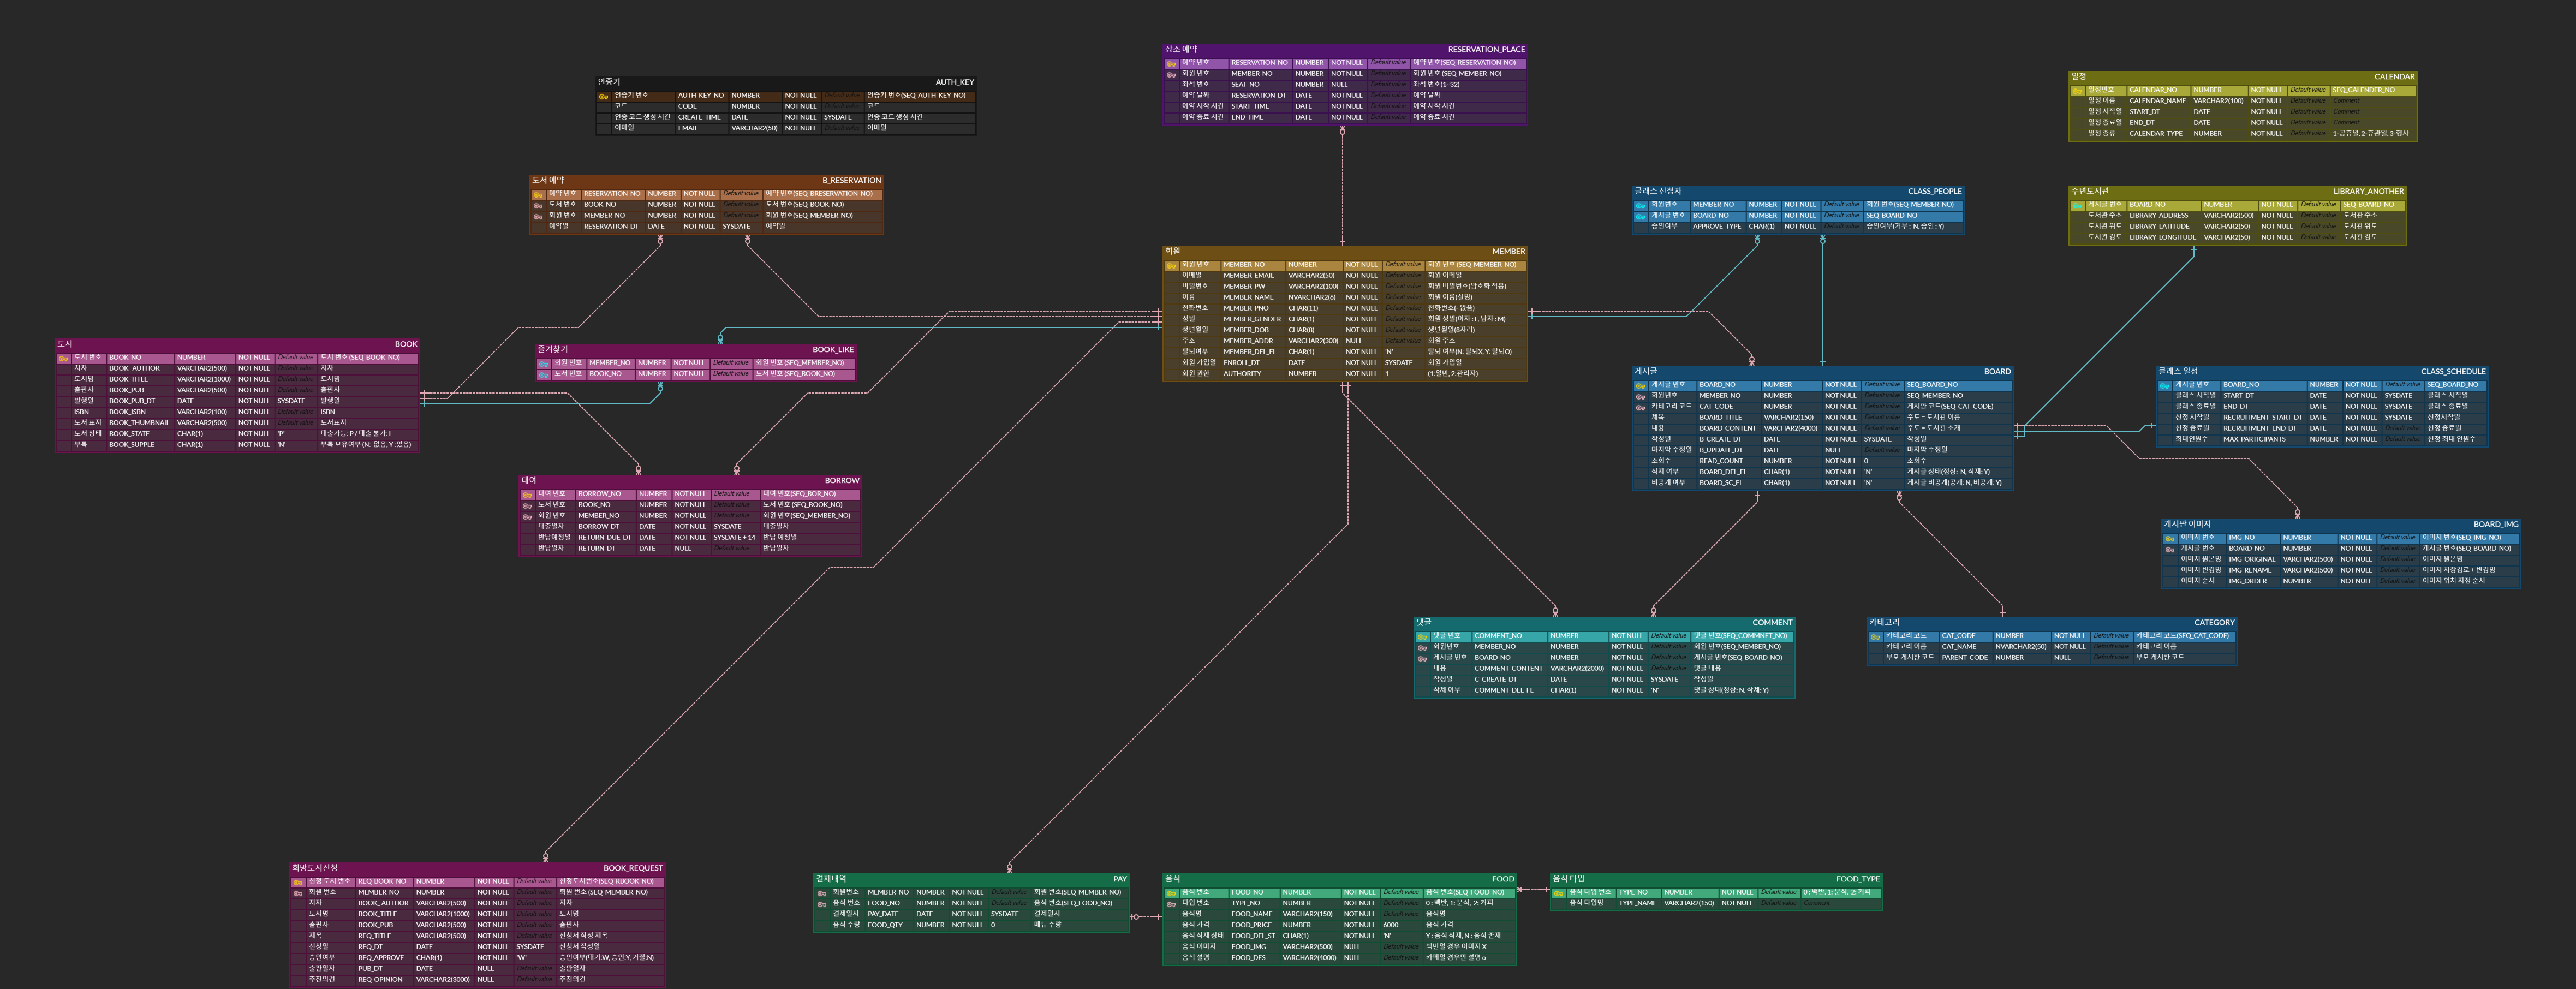 장소 예약 RESERVATION_PLACE
예약 번호 RESERVATION_NO NUMBER NOT NULL Default value 예약 번호(SEQ_RESERVATION_NO)
회원 번호 MEMBER_NO NUMBER NOT NULL Default value 회원 번호 (SEQ_MEMBER_NO)
좌석 번호 SEAT_NO NUMBER NULL Default value 좌석 번호(1~32)
예약 날짜 RESERVATION_DT DATE NOT NULL Default value 예약 날짜
예약 시작 시간 START_TIME DATE NOT NULL Default value 예약 시작 시간
예약 종료 시간 END_TIME DATE NOT NULL Default value 예약 종료 시간
인증키 AUTH_KEY
인증키 번호 AUTH_KEY_NO NUMBER NOT NULL Default value 인증키 번호(SEQ_AUTH_KEY_NO)
코드 CODE NUMBER NOT NULL Default value 코드
인증 코드 생성 시간 CREATE_TIME DATE NOT NULL SYSDATE 인증 코드 생성 시간
이메일 EMAIL VARCHAR2(50) NOT NULL Default value 이메일
일정 CALENDAR
일정번호 CALENDAR_NO NUMBER NOT NULL Default value SEQ_CALENDER_NO
일정 이름 CALENDAR_NAME VARCHAR2(100) NOT NULL Default value Comment
일정 시작일 START_DT DATE NOT NULL Default value Comment
일정 종료일 END_DT DATE NOT NULL Default value Comment
일정 종류 CALENDAR_TYPE NUMBER NOT NULL Default value 1-공휴일, 2-휴관일, 3-행사
도서 예약 B_RESERVATION
예약 번호 RESERVATION_NO NUMBER NOT NULL Default value 예약 번호(SEQ_BRESERVATION_NO)
도서 번호 BOOK_NO NUMBER NOT NULL Default value 도서 번호(SEQ_BOOK_NO)
회원 번호 MEMBER_NO NUMBER NOT NULL Default value 회원 번호(SEQ_MEMBER_NO)
예약일 RESERVATION_DT DATE NOT NULL SYSDATE 예약일
클래스 신청자 CLASS_PEOPLE
회원번호 MEMBER_NO NUMBER NOT NULL Default value 회원 번호(SEQ_MEMBER_NO)
게시글 번호 BOARD_NO NUMBER NOT NULL Default value SEQ_BOARD_NO
승인여부 APPROVE_TYPE CHAR(1) NOT NULL Default value 승인여부(거부 : N, 승인 : Y)
주변도서관 LIBRARY_ANOTHER
게시글 번호 BOARD_NO NUMBER NOT NULL Default value SEQ_BOARD_NO
도서관 주소 LIBRARY_ADDRESS VARCHAR2(500) NOT NULL Default value 도서관 주소
도서관 위도 LIBRARY_LATITUDE VARCHAR2(50) NOT NULL Default value 도서관 위도
도서관 경도 LIBRARY_LONGITUDE VARCHAR2(50) NOT NULL Default value 도서관 경도
회원 MEMBER
회원 번호 MEMBER_NO NUMBER NOT NULL Default value 회원 번호 (SEQ_MEMBER_NO)
이메일 MEMBER_EMAIL VARCHAR2(50) NOT NULL Default value 회원 이메일
비밀번호 MEMBER_PW VARCHAR2(100) NOT NULL Default value 회원 비밀번호(암호화 적용)
이름 MEMBER_NAME NVARCHAR2(6) NOT NULL Default value 회원 이름(실명)
전화번호 MEMBER_PNO CHAR(11) NOT NULL Default value 전화번호(- 없음)
성별 MEMBER_GENDER CHAR(1) NOT NULL Default value 회원 성별(여자 : F, 남자 : M)
생년월일 MEMBER_DOB CHAR(8) NULL Default value 생년월일(8자리)
주소 MEMBER_ADDR VARCHAR2(300) NULL Default value 회원 주소
탈퇴여부 MEMBER_DEL_FL CHAR(1) NOT NULL 'N' 탈퇴 여부(N: 탈퇴X, Y: 탈퇴O)
회원 가입일 ENROLL_DT DATE NOT NULL SYSDATE 회원 가입일
회원 권한 AUTHORITY NUMBER NOT NULL 1 (1:일반, 2:관리자)
도서 BOOK
도서 번호 BOOK_NO NUMBER NOT NULL Default value 도서 번호 (SEQ_BOOK_NO)
저자 BOOK_AUTHOR VARCHAR2(500) NOT NULL Default value 저자
도서명 BOOK_TITLE VARCHAR2(1000) NOT NULL Default value 도서명
출판사 BOOK_PUB VARCHAR2(500) NOT NULL Default value 출판사
발행일 BOOK_PUB_DT DATE NOT NULL SYSDATE 발행일
ISBN BOOK_ISBN VARCHAR2(100) NOT NULL Default value ISBN
도서 표지 BOOK_THUMBNAIL VARCHAR2(500) NOT NULL Default value 도서표지
도서 상태 BOOK_STATE CHAR(1) NOT NULL 'P' 대출가능: P / 대출 불가: I
부록 BOOK_SUPPLE CHAR(1) NOT NULL 'N' 부록 보유여부 (N: 없음, Y :있음)
즐겨찾기 BOOK_LIKE
회원 번호 MEMBER_NO NUMBER NOT NULL Default value 회원 번호 (SEQ_MEMBER_NO)
도서 번호 BOOK_NO NUMBER NOT NULL Default value 도서 번호 (SEQ_BOOK_NO)
게시글 BOARD
게시글 번호 BOARD_NO NUMBER NOT NULL Default value SEQ_BOARD_NO
회원번호 MEMBER_NO NUMBER NOT NULL Default value SEQ_MEMBER_NO
카테고리 코드 CAT_CODE NUMBER NOT NULL Default value 게시판 코드(SEQ_CAT_CODE)
제목 BOARD_TITLE VARCHAR2(150) NOT NULL Default value 주도 = 도서관 이름
내용 BOARD_CONTENT VARCHAR2(4000) NOT NULL Default value 주도 = 도서관 소개
작성일 B_CREATE_DT DATE NOT NULL SYSDATE 작성일
마지막 수정일 B_UPDATE_DT DATE NULL Default value 마지막 수정일
조회수 READ_COUNT NUMBER NOT NULL 0 조회수
삭제 여부 BOARD_DEL_FL CHAR(1) NOT NULL 'N' 게시글 상태(정상: N, 삭제: Y)
비공개 여부 BOARD_SC_FL CHAR(1) NOT NULL 'N' 게시글 비공개(공개: N, 비공개: Y)
클래스 일정 CLASS_SCHEDULE
게시글 번호 BOARD_NO NUMBER NOT NULL Default value SEQ_BOARD_NO
클래스 시작일 START_DT DATE NOT NULL SYSDATE 클래스 시작일
클래스 종료일 END_DT DATE NOT NULL SYSDATE 클래스 종료일
신청 시작일 RECRUITMENT_START_DT DATE NOT NULL SYSDATE 신청시작일
신청 종료일 RECRUITMENT_END_DT DATE NOT NULL Default value 신청 종료일
최대인원수 MAX_PARTICIPANTS NUMBER NOT NULL Default value 신청 최대 인원수
대여 BORROW
대여 번호 BORROW_NO NUMBER NOT NULL Default value 대여 번호(SEQ_BOR_NO)
도서 번호 BOOK_NO NUMBER NOT NULL Default value 도서 번호 (SEQ_BOOK_NO)
회원 번호 MEMBER_NO NUMBER NOT NULL Default value 회원 번호(SEQ_MEMBER_NO)
대출일자 BORROW_DT DATE NOT NULL SYSDATE 대출일자
반납예정일 RETURN_DUE_DT DATE NOT NULL SYSDATE + 14 반납 예정일
반납일자 RETURN_DT DATE NULL Default value 반납일자
게시판 이미지 BOARD_IMG
이미지 번호 IMG_NO NUMBER NOT NULL Default value 이미지 번호(SEQ_IMG_NO)
게시글 번호 BOARD_NO NUMBER NOT NULL Default value 게시글 번호(SEQ_BOARD_NO)
이미지 원본명 IMG_ORIGINAL VARCHAR2(500) NOT NULL Default value 이미지 원본명
이미지 변경명 IMG_RENAME VARCHAR2(500) NOT NULL Default value 이미지 저장경로 + 변경명
이미지 순서 IMG_ORDER NUMBER NOT NULL Default value 이미지 위치 지정 순서
댓글 COMMENT
댓글 번호 COMMENT_NO NUMBER NOT NULL Default value 댓글 번호(SEQ_COMMNET_NO)
회원번호 MEMBER_NO NUMBER NOT NULL Default value 회원 번호(SEQ_MEMBER_NO)
게시글 번호 BOARD_NO NUMBER NOT NULL Default value 게시글 번호(SEQ_BOARD_NO)
내용 COMMENT_CONTENT VARCHAR2(2000) NOT NULL Default value 댓글 내용
작성일 C_CREATE_DT DATE NOT NULL SYSDATE 작성일
삭제 여부 COMMENT_DEL_FL CHAR(1) NOT NULL 'N' 댓글 상태(정상: N, 삭제: Y)
카테고리 CATEGORY
카테고리 코드 CAT_CODE NUMBER NOT NULL Default value 카테고리 코드(SEQ_CAT_CODE)
카테고리 이름 CAT_NAME NVARCHAR2(50) NOT NULL Default value 카테고리 이름
부모 게시판 코드 PARENT_CODE NUMBER NULL Default value 부모 게시판 코드
희망도서신청 BOOK_REQUEST
신청 도서 번호 REQ_BOOK_NO NUMBER NOT NULL Default value 신청도서번호(SEQ_RBOOK_NO)
회원 번호 MEMBER_NO NUMBER NOT NULL Default value 회원 번호 (SEQ_MEMBER_NO)
저자 BOOK_AUTHOR VARCHAR2(500) NOT NULL Default value 저자
도서명 BOOK_TITLE VARCHAR2(1000) NOT NULL Default value 도서명
출판사 BOOK_PUB VARCHAR2(500) NOT NULL Default value 출판사
제목 REQ_TITLE VARCHAR2(500) NOT NULL Default value 신청서 작성 제목
신청일 REQ_DT DATE NOT NULL SYSDATE 신청서 작성일
승인여부 REQ_APPROVE CHAR(1) NOT NULL 'W' 승인여부(대기:W, 승인:Y, 거절:N)
출판일자 PUB_DT DATE NULL Default value 출판일자
추천의견 REQ_OPINION VARCHAR2(3000) NULL Default value 추천의견
결제내역 PAY
회원번호 MEMBER_NO NUMBER NOT NULL Default value 회원 번호(SEQ_MEMBER_NO)
음식 번호 FOOD_NO NUMBER NOT NULL Default value 음식 번호(SEQ_FOOD_NO)
결제일시 PAY_DATE DATE NOT NULL SYSDATE 결제일시
음식 수량 FOOD_QTY NUMBER NOT NULL 0 메뉴 수량
음식 FOOD
음식 번호 FOOD_NO NUMBER NOT NULL Default value 음식 번호(SEQ_FOOD_NO)
타입 번호 TYPE_NO NUMBER NOT NULL Default value 0 : 백반, 1: 분식, 2: 커피
음식명 FOOD_NAME VARCHAR2(150) NOT NULL Default value 음식명
음식 가격 FOOD_PRICE NUMBER NOT NULL 6000 음식 가격
음식 삭제 상태 FOOD_DEL_ST CHAR(1) NOT NULL 'N' Y : 음식 삭제, N : 음식 존재
음식 이미지 FOOD_IMG VARCHAR2(500) NULL Default value 백반일 경우 이미지 X
음식 설명 FOOD_DES VARCHAR2(4000) NULL Default value 카페일 경우만 설명 o
음식 타입 FOOD_TYPE
음식 타입 번호 TYPE_NO NUMBER NOT NULL Default value 0 : 백반, 1: 분식, 2: 커피
음식 타입명 TYPE_NAME VARCHAR2(150) NOT NULL Default value Comment